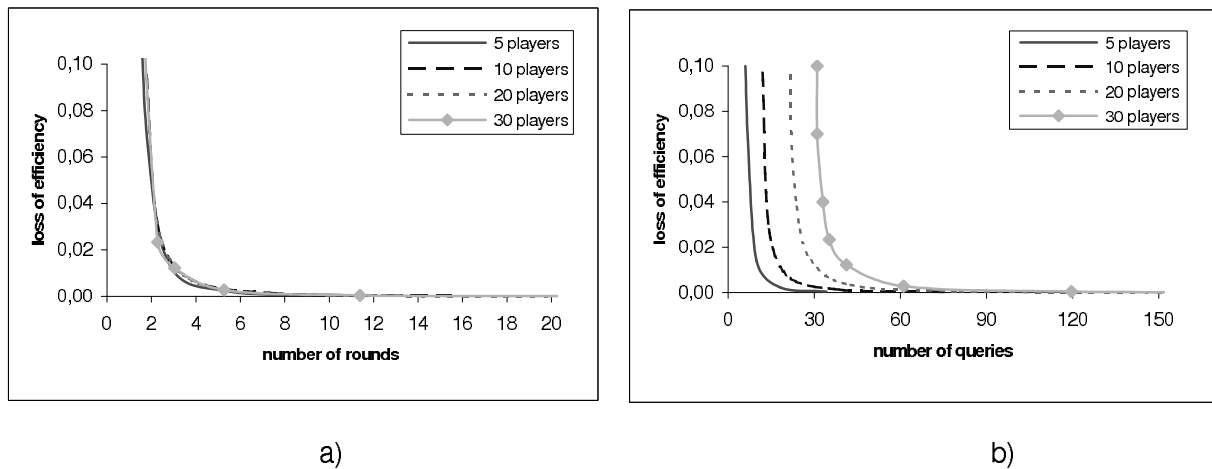 5 players
10 players
20 players
30 players
0,10
0,08
0,06
0,04
0,02
0,00
loss of efficiency
0 2 4 6 8 10 12 14 16 18 20
number of rounds
a)
5 players
10 players
20 players
30 players
0,10
0,08
0,06
0,04
0,02
0,00
loss of efficiency
0 30 60 90 120 150
number of queries
b)